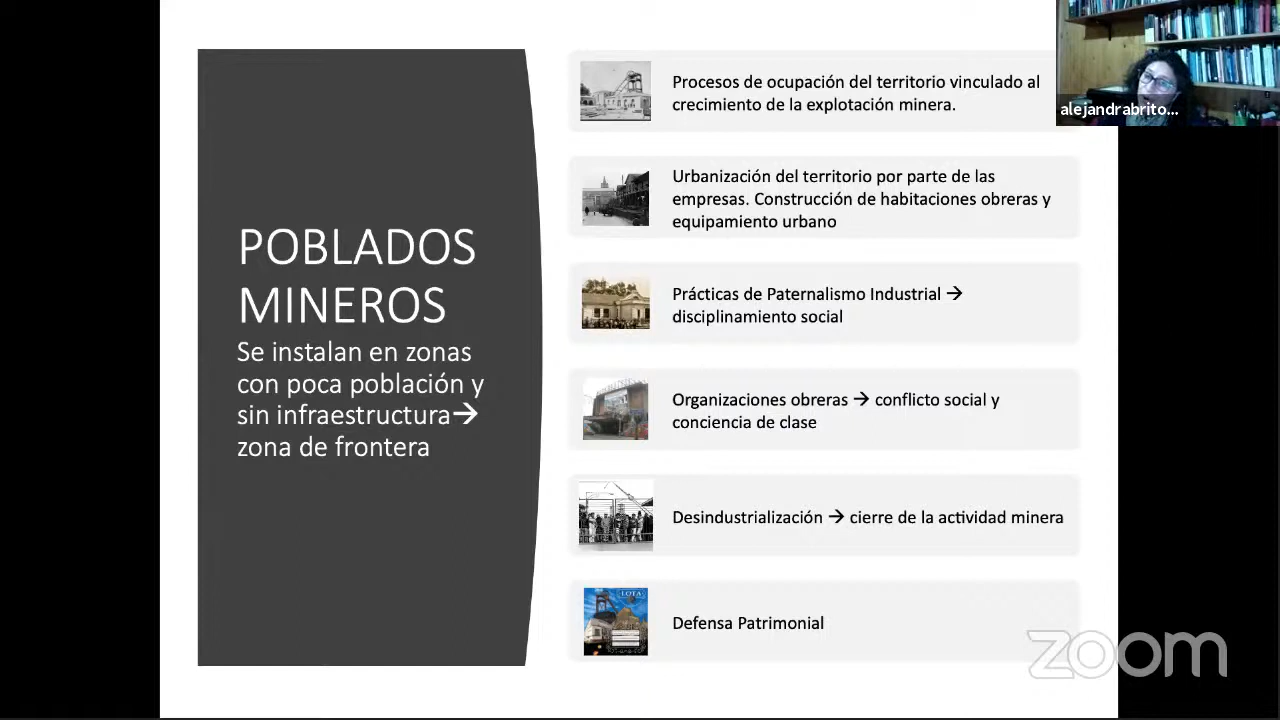 POBLADOS
MINEROS
Se instalan en zonas
con poca población y
sin infraestructura→
zona de frontera
Procesos de ocupación del territorio vinculado al
crecimiento de la explotación minera.
Urbanización del territorio por parte de las
empresas. Construcción de habitaciones obreras y
equipamiento urbano
Prácticas de Paternalismo Industrial →
disciplinamiento social
Organizaciones obreras → conflicto social y
conciencia de clase
Desindustrialización → cierre de la actividad minera
LOTA
Defensa Patrimonial
alejandrabrito...
zoom